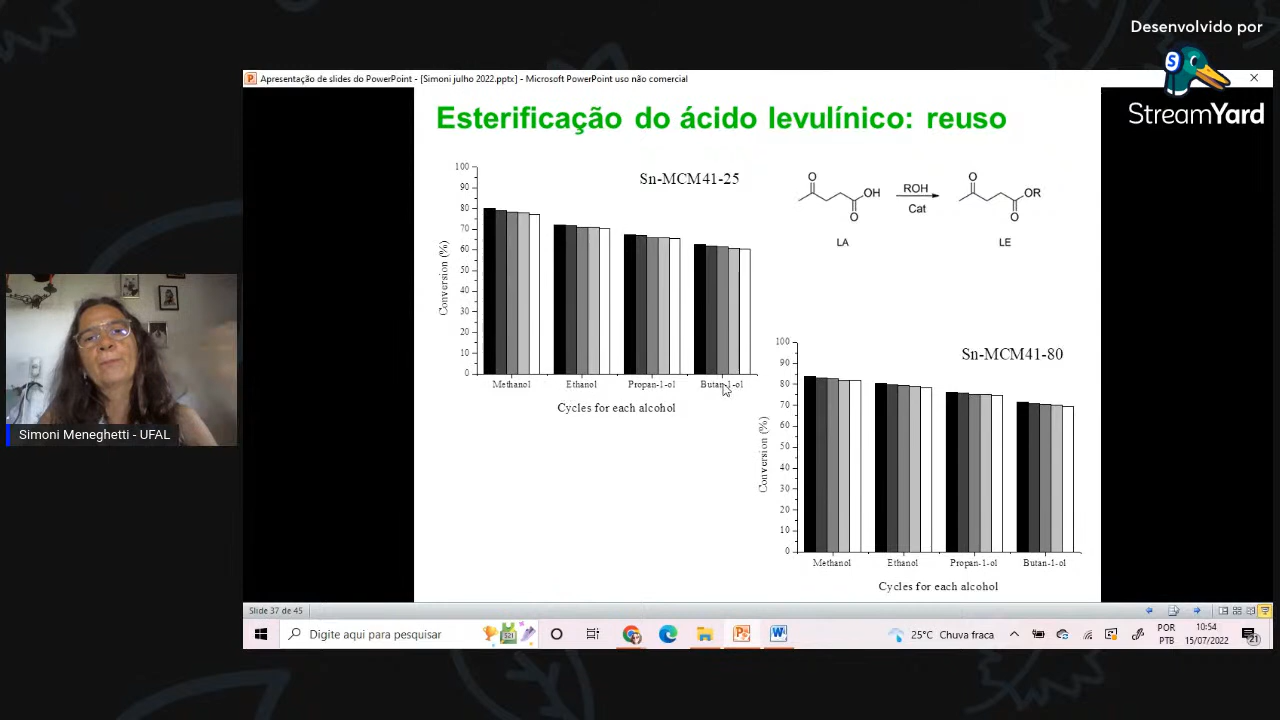 Desenvolvido por
StreamYard
Apresentação de slides do PowerPoint - [Simoni julho 2022.pptx] - Microsoft PowerPoint uso não comercial
Esterificação do ácido levulínico: reuso
Sn-MCM41-25
Conversion (%)
100
90
80
70
60
50
40
30
20
10
0
Methanol Ethanol Propan-1-ol Butan-1-ol
Cycles for each alcohol
O OH O
ROH
Cat
O OR O
LA LE
Sn-MCM41-80
Conversion (%)
100
90
80
70
60
50
40
30
20
10
0
Methanol Ethanol Propan-1-ol Butan-1-ol
Cycles for each alcohol
Simoni Meneghetti - UFAL
Slide 37 de 45
Digite aqui para pesquisar
25°C Chuva fraca
POR
PTB
10:54
15/07/2022
21